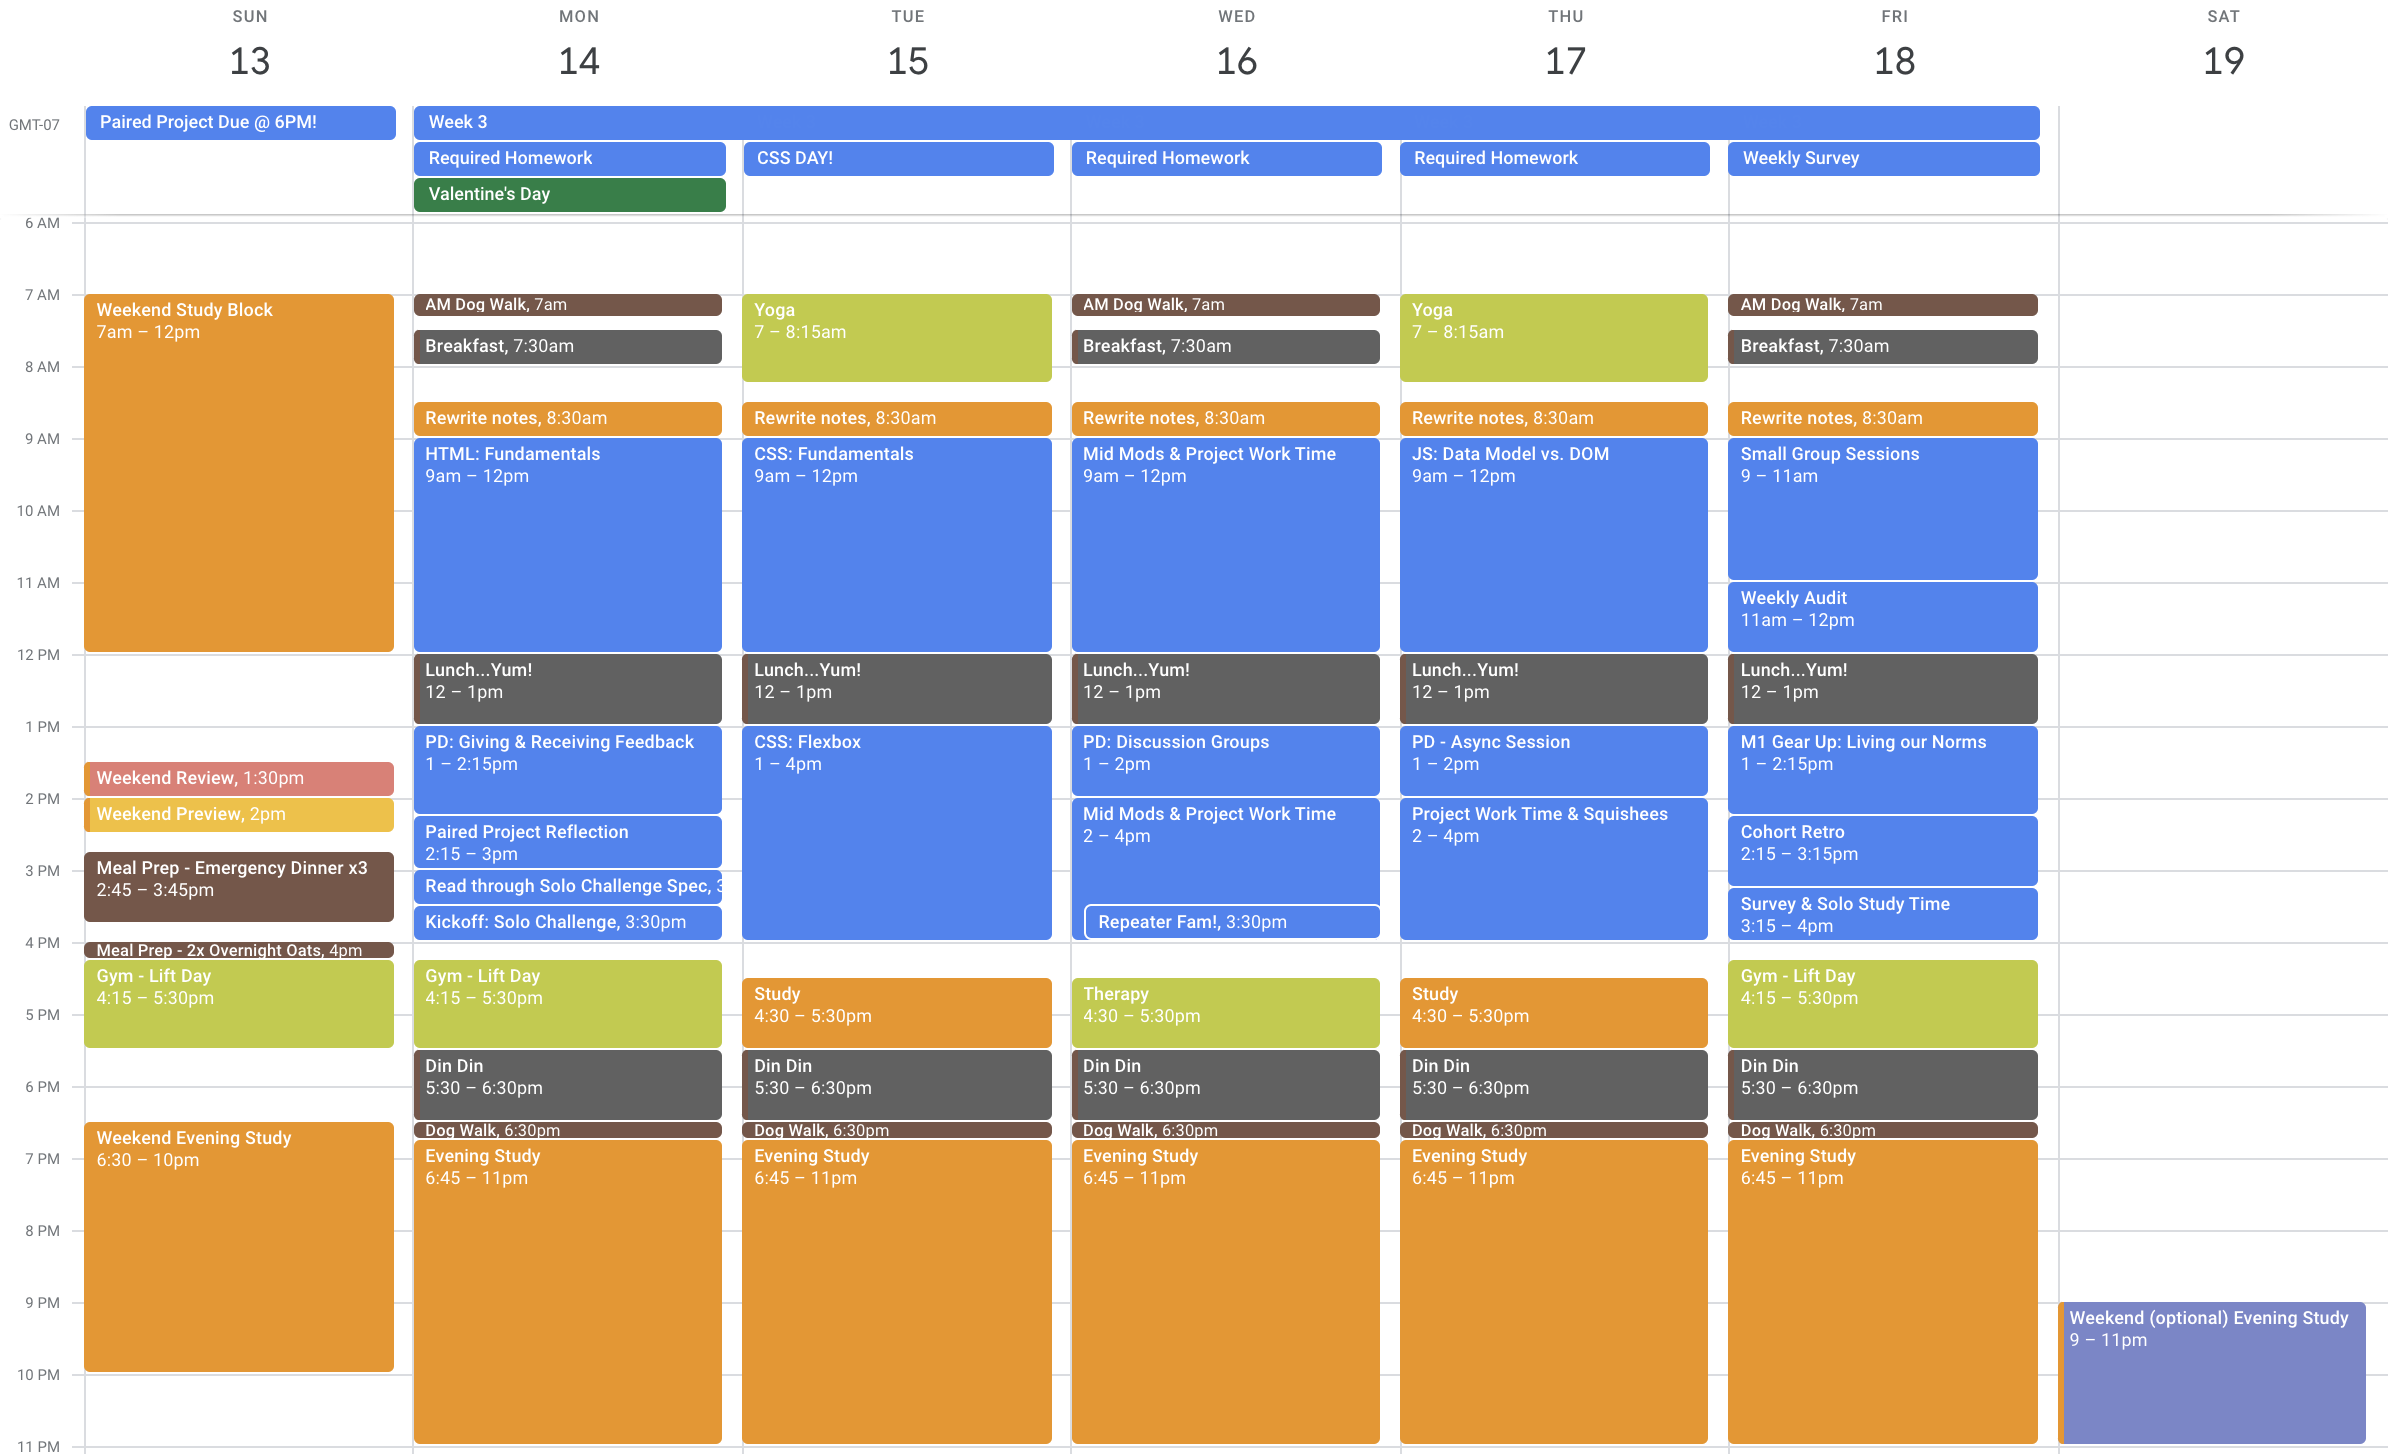 SUN
MON
TUE
WED
THU
FRI
SAT
13
14
15
16
17
18
19
GMT-07
Paired Project Due @ 6PM!
Week 3
Required Homework
CSS DAY!
Required Homework
Required Homework
Weekly Survey
Valentine's Day
6 AM
7 AM
8 AM
9 AM
10 AM
11 AM
12 PM
1 PM
2 PM
3 PM
4 PM
5 PM
6 PM
7 PM
8 PM
9 PM
10 PM
11 PM
Weekend Study Block
7am – 12pm
Weekend Review, 1:30pm
Weekend Preview, 2pm
Meal Prep - Emergency Dinner x3
2:45 – 3:45pm
Meal Prep - 2x Overnight Oats, 4pm
Gym - Lift Day
4:15 – 5:30pm
Weekend Evening Study
6:30 – 10pm
AM Dog Walk, 7am
Breakfast, 7:30am
Rewrite notes, 8:30am
HTML: Fundamentals
9am – 12pm
Lunch...Yum!
12 – 1pm
PD: Giving & Receiving Feedback
1 – 2:15pm
Paired Project Reflection
2:15 – 3pm
Read through Solo Challenge Spec, 3
Kickoff: Solo Challenge, 3:30pm
Gym - Lift Day
4:15 – 5:30pm
Din Din
5:30 – 6:30pm
Dog Walk, 6:30pm
Evening Study
6:45 – 11pm
Yoga
7 – 8:15am
Rewrite notes, 8:30am
CSS: Fundamentals
9am – 12pm
Lunch...Yum!
12 – 1pm
CSS: Flexbox
1 – 4pm
Study
4:30 – 5:30pm
Din Din
5:30 – 6:30pm
Dog Walk, 6:30pm
Evening Study
6:45 – 11pm
AM Dog Walk, 7am
Breakfast, 7:30am
Rewrite notes, 8:30am
Mid Mods & Project Work Time
9am – 12pm
Lunch...Yum!
12 – 1pm
PD: Discussion Groups
1 – 2pm
Mid Mods & Project Work Time
2 – 4pm
Repeater Fam!, 3:30pm
Therapy
4:30 – 5:30pm
Din Din
5:30 – 6:30pm
Dog Walk, 6:30pm
Evening Study
6:45 – 11pm
Yoga
7 – 8:15am
Rewrite notes, 8:30am
JS: Data Model vs. DOM
9am – 12pm
Lunch...Yum!
12 – 1pm
PD - Async Session
1 – 2pm
Project Work Time & Squishees
2 – 4pm
Study
4:30 – 5:30pm
Din Din
5:30 – 6:30pm
Dog Walk, 6:30pm
Evening Study
6:45 – 11pm
AM Dog Walk, 7am
Breakfast, 7:30am
Rewrite notes, 8:30am
Small Group Sessions
9 – 11am
Weekly Audit
11am – 12pm
Lunch...Yum!
12 – 1pm
M1 Gear Up: Living our Norms
1 – 2:15pm
Cohort Retro
2:15 – 3:15pm
Survey & Solo Study Time
3:15 – 4pm
Gym - Lift Day
4:15 – 5:30pm
Din Din
5:30 – 6:30pm
Dog Walk, 6:30pm
Evening Study
6:45 – 11pm
Weekend (optional) Evening Study
9 – 11pm